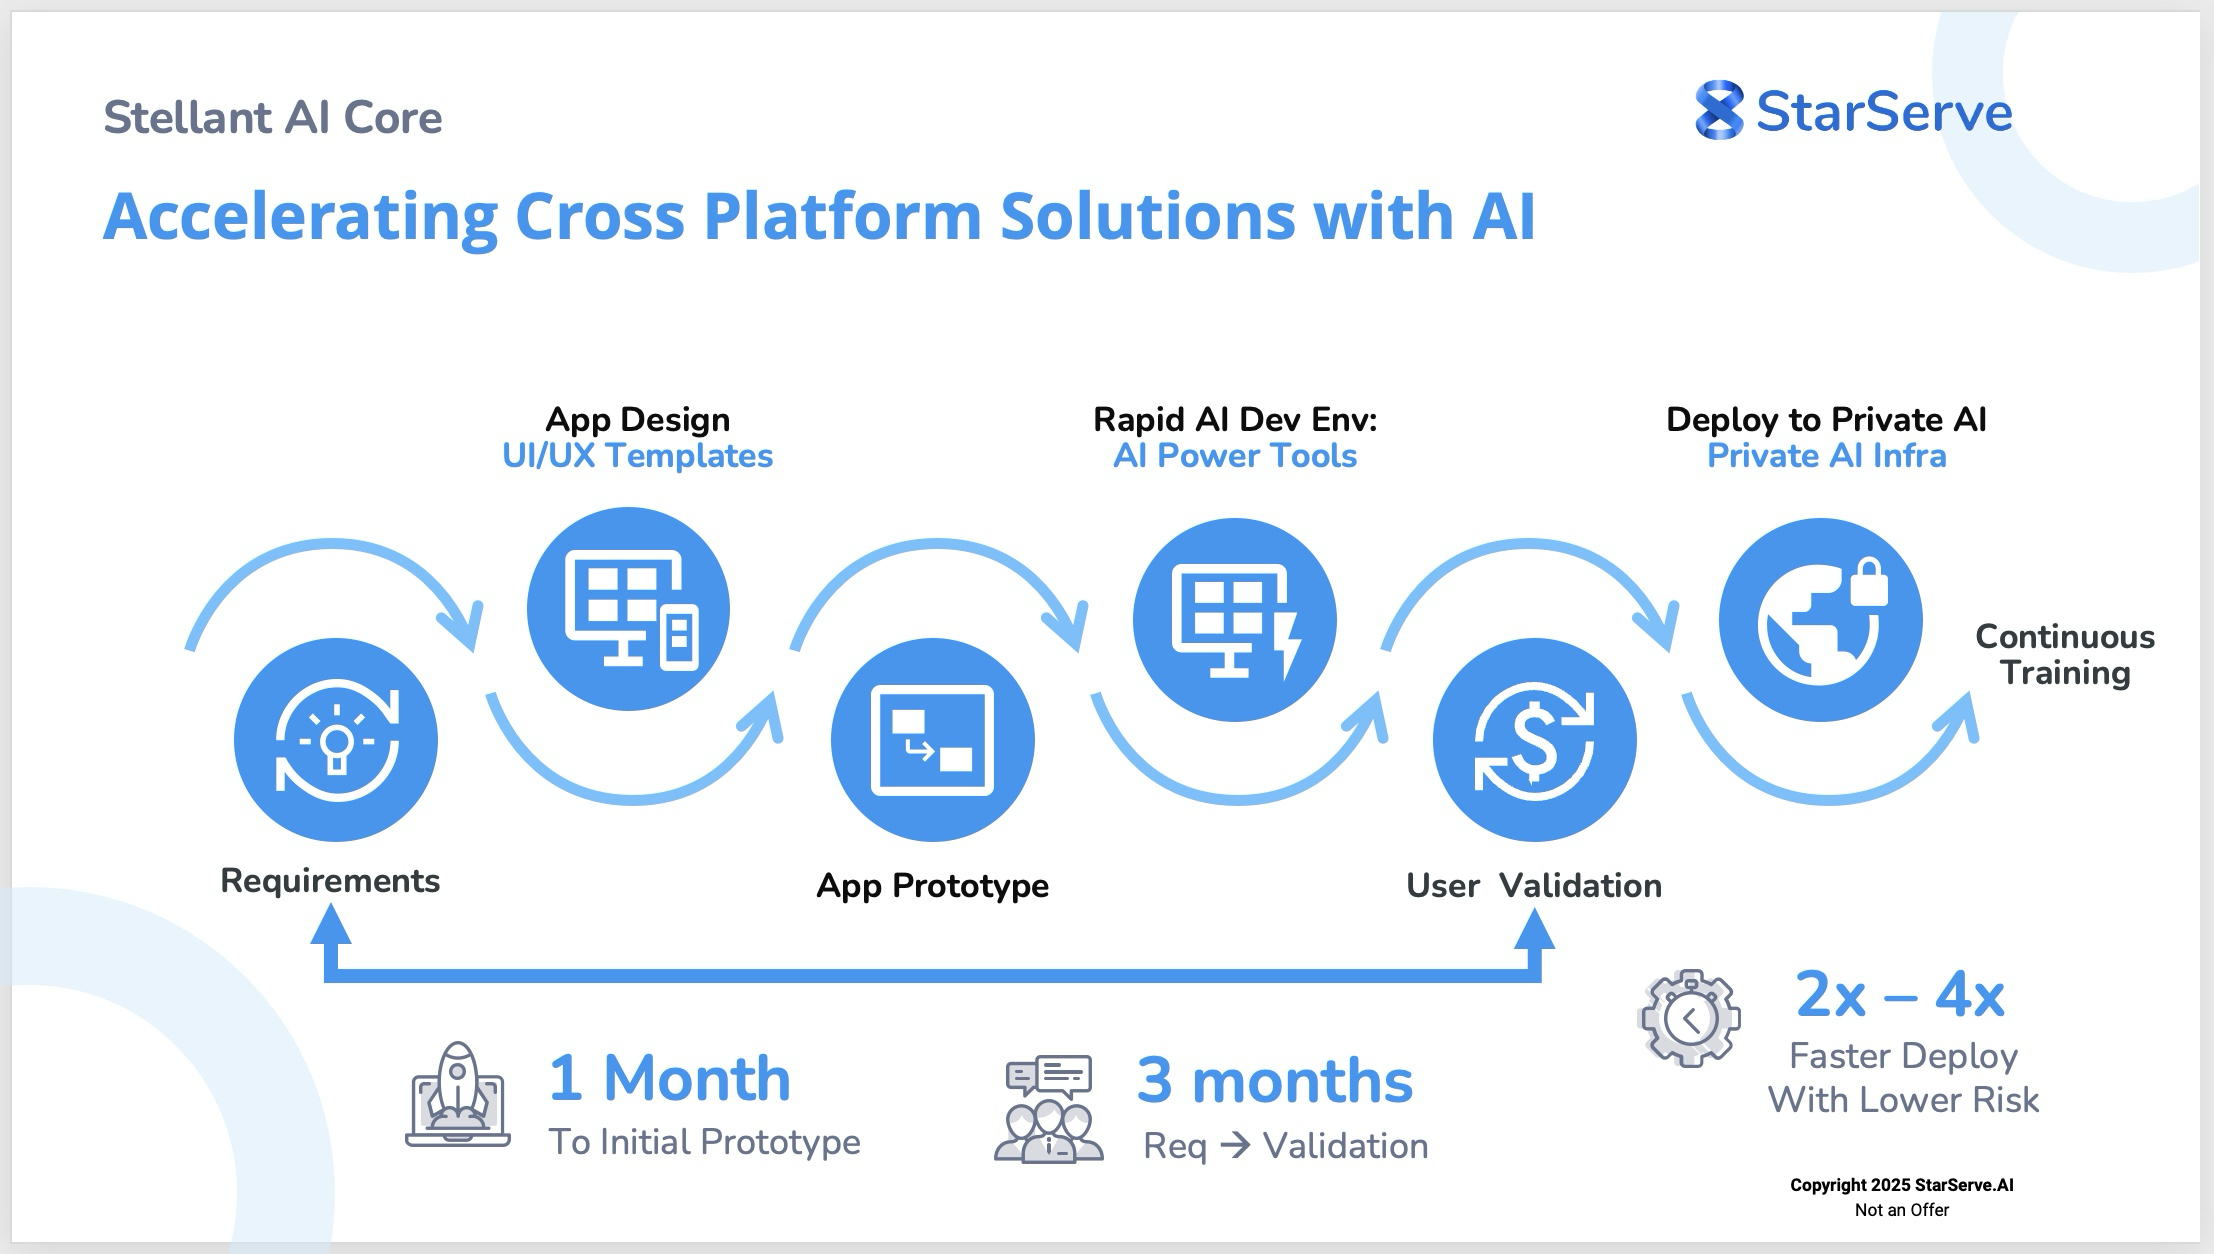 Stellant AI Core
StarServe
Accelerating Cross Platform Solutions with AI
App Design
UI/UX Templates
Rapid AI Dev Env:
AI Power Tools
Deploy to Private AI
Private AI Infra
Continuous
Training
Requirements
App Prototype
User  Validation
1 Month
To Initial Prototype
3 months
Req → Validation
2x – 4x
Faster Deploy
With Lower Risk
Copyright 2025 StarServe.AI
Not an Offer